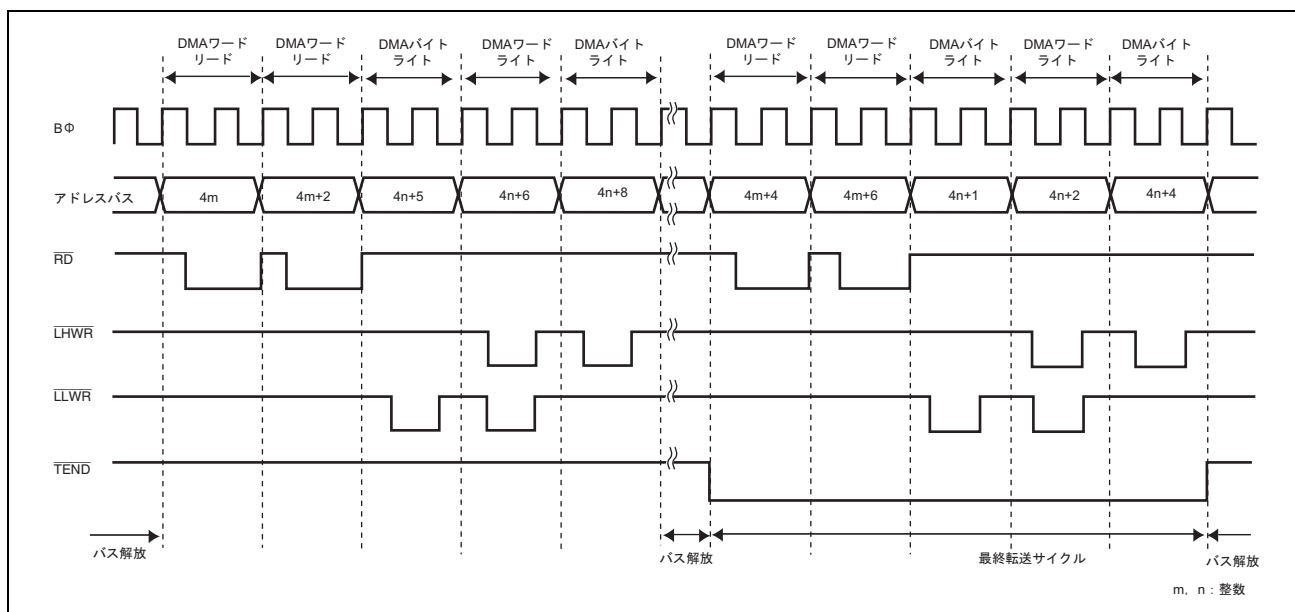 DMAワード
リード
DMAワード
リード
DMAバイト
ライト
DMAワード
ライト
DMAバイト
ライト
DMAワード
リード
DMAワード
リード
DMAバイト
ライト
DMAワード
ライト
DMAバイト
ライト
BΦ
アドレスバス
4m
4m+2
4n+5
4n+6
4n+8
4m+4
4m+6
4n+1
4n+2
4n+4
RD
LHWR
LLWR
TEND
バス解放
バス解放
最終転送サイクル
バス解放
m, n：整数